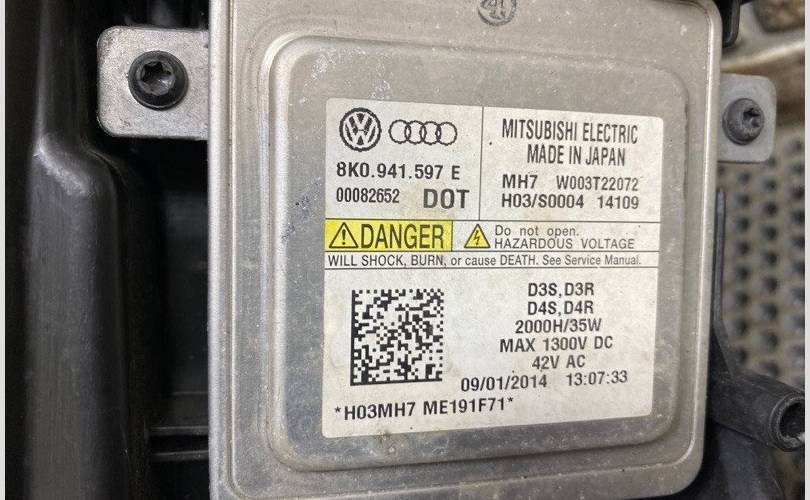 8K0.941.597 E
00082652 DOT
MITSUBISHI ELECTRIC
MADE IN JAPAN
MH7 W003T22072
H03/S0004 14109
DANGER
Do not open.
HAZARDOUS VOLTAGE
WILL SHOCK, BURN, or cause DEATH. See Service Manual.
D3S,D3R
D4S,D4R
2000H/35W
MAX 1300V DC
42V AC
09/01/2014 13:07:33
*H03MH7 ME191F71*